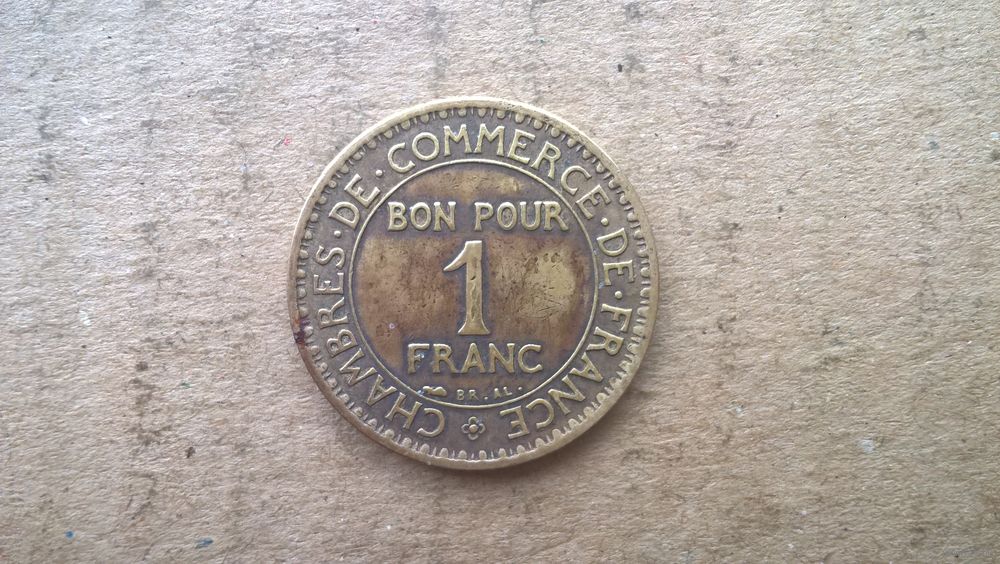 CHAMBRES·DE·COMMERCE·DE·FRANCE
BON POUR
1
FRANC
BR.AL.